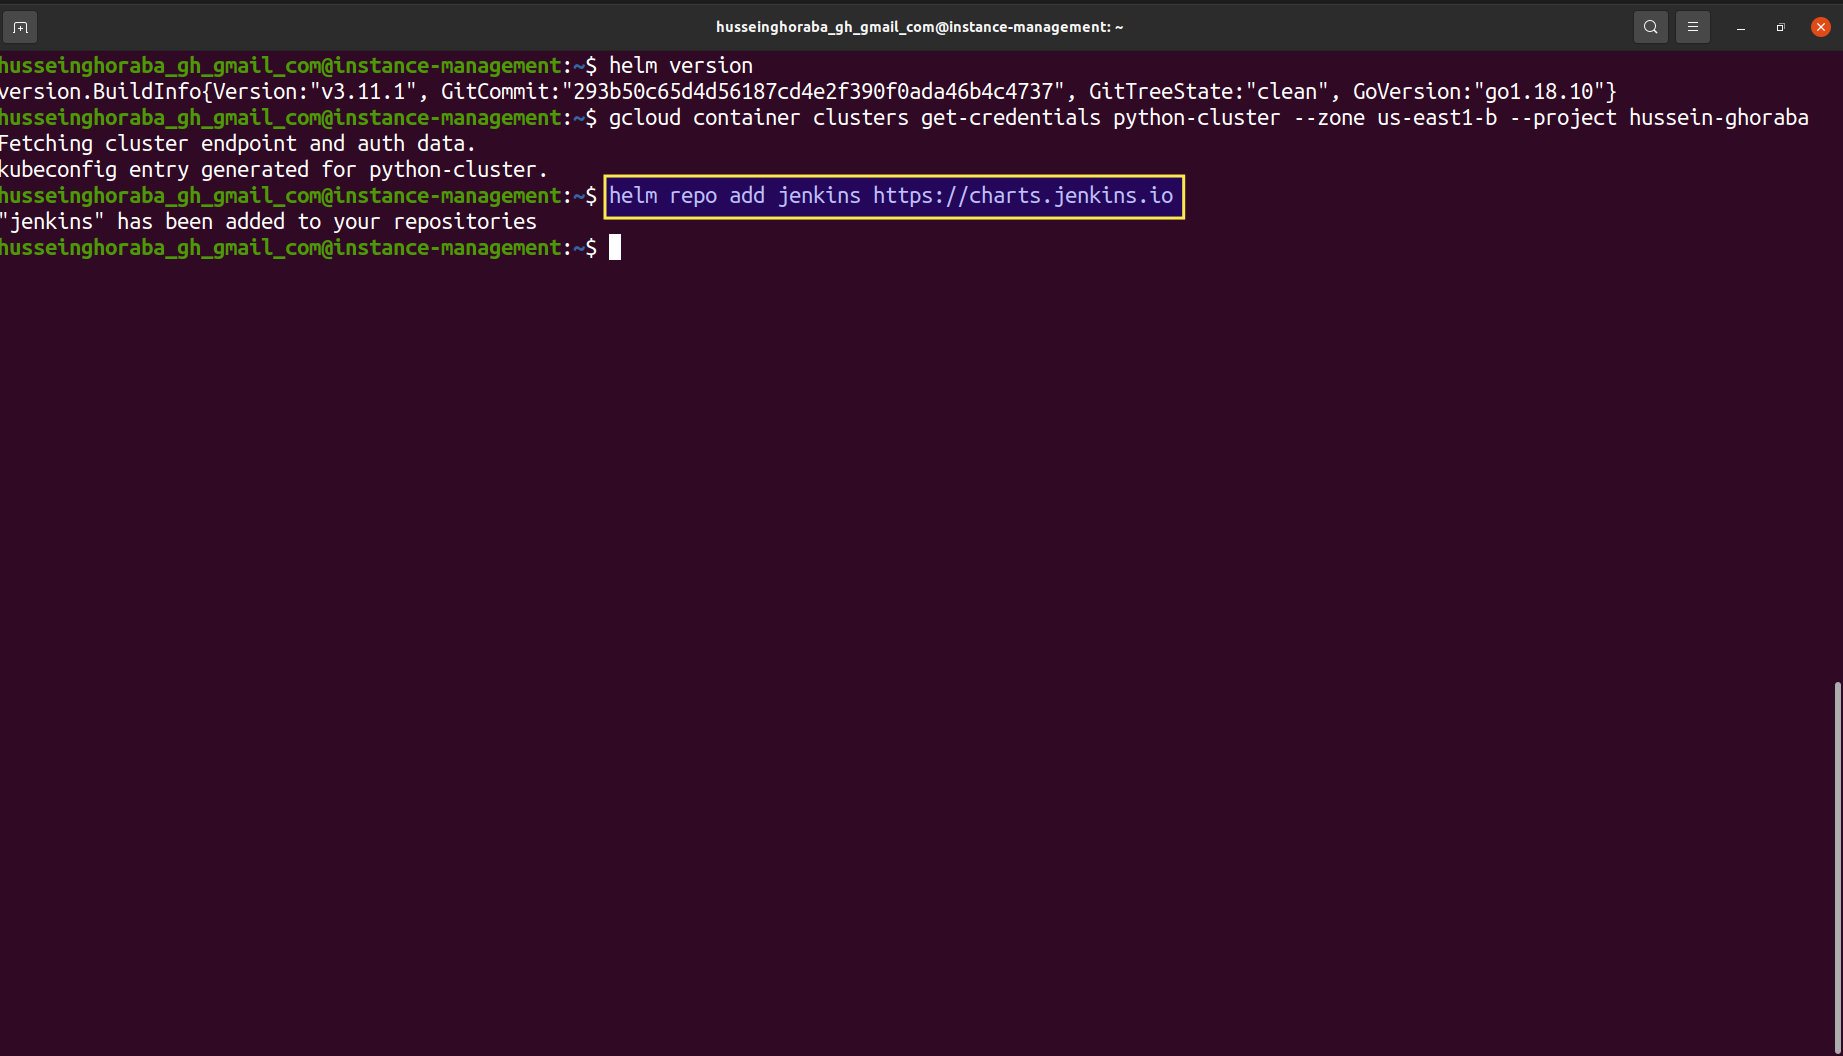 husseinghoraba_gh_gmail_com@instance-management: ~
husseinghoraba_gh_gmail_com@instance-management:~$ helm version
version.BuildInfo{Version:"v3.11.1", GitCommit:"293b50c65d4d56187cd4e2f390f0ada46b4c4737", GitTreeState:"clean", GoVersion:"go1.18.10"}
husseinghoraba_gh_gmail_com@instance-management:~$ gcloud container clusters get-credentials python-cluster --zone us-east1-b --project hussein-ghoraba
Fetching cluster endpoint and auth data.
kubeconfig entry generated for python-cluster.
husseinghoraba_gh_gmail_com@instance-management:~$ helm repo add jenkins https://charts.jenkins.io
"jenkins" has been added to your repositories
husseinghoraba_gh_gmail_com@instance-management:~$